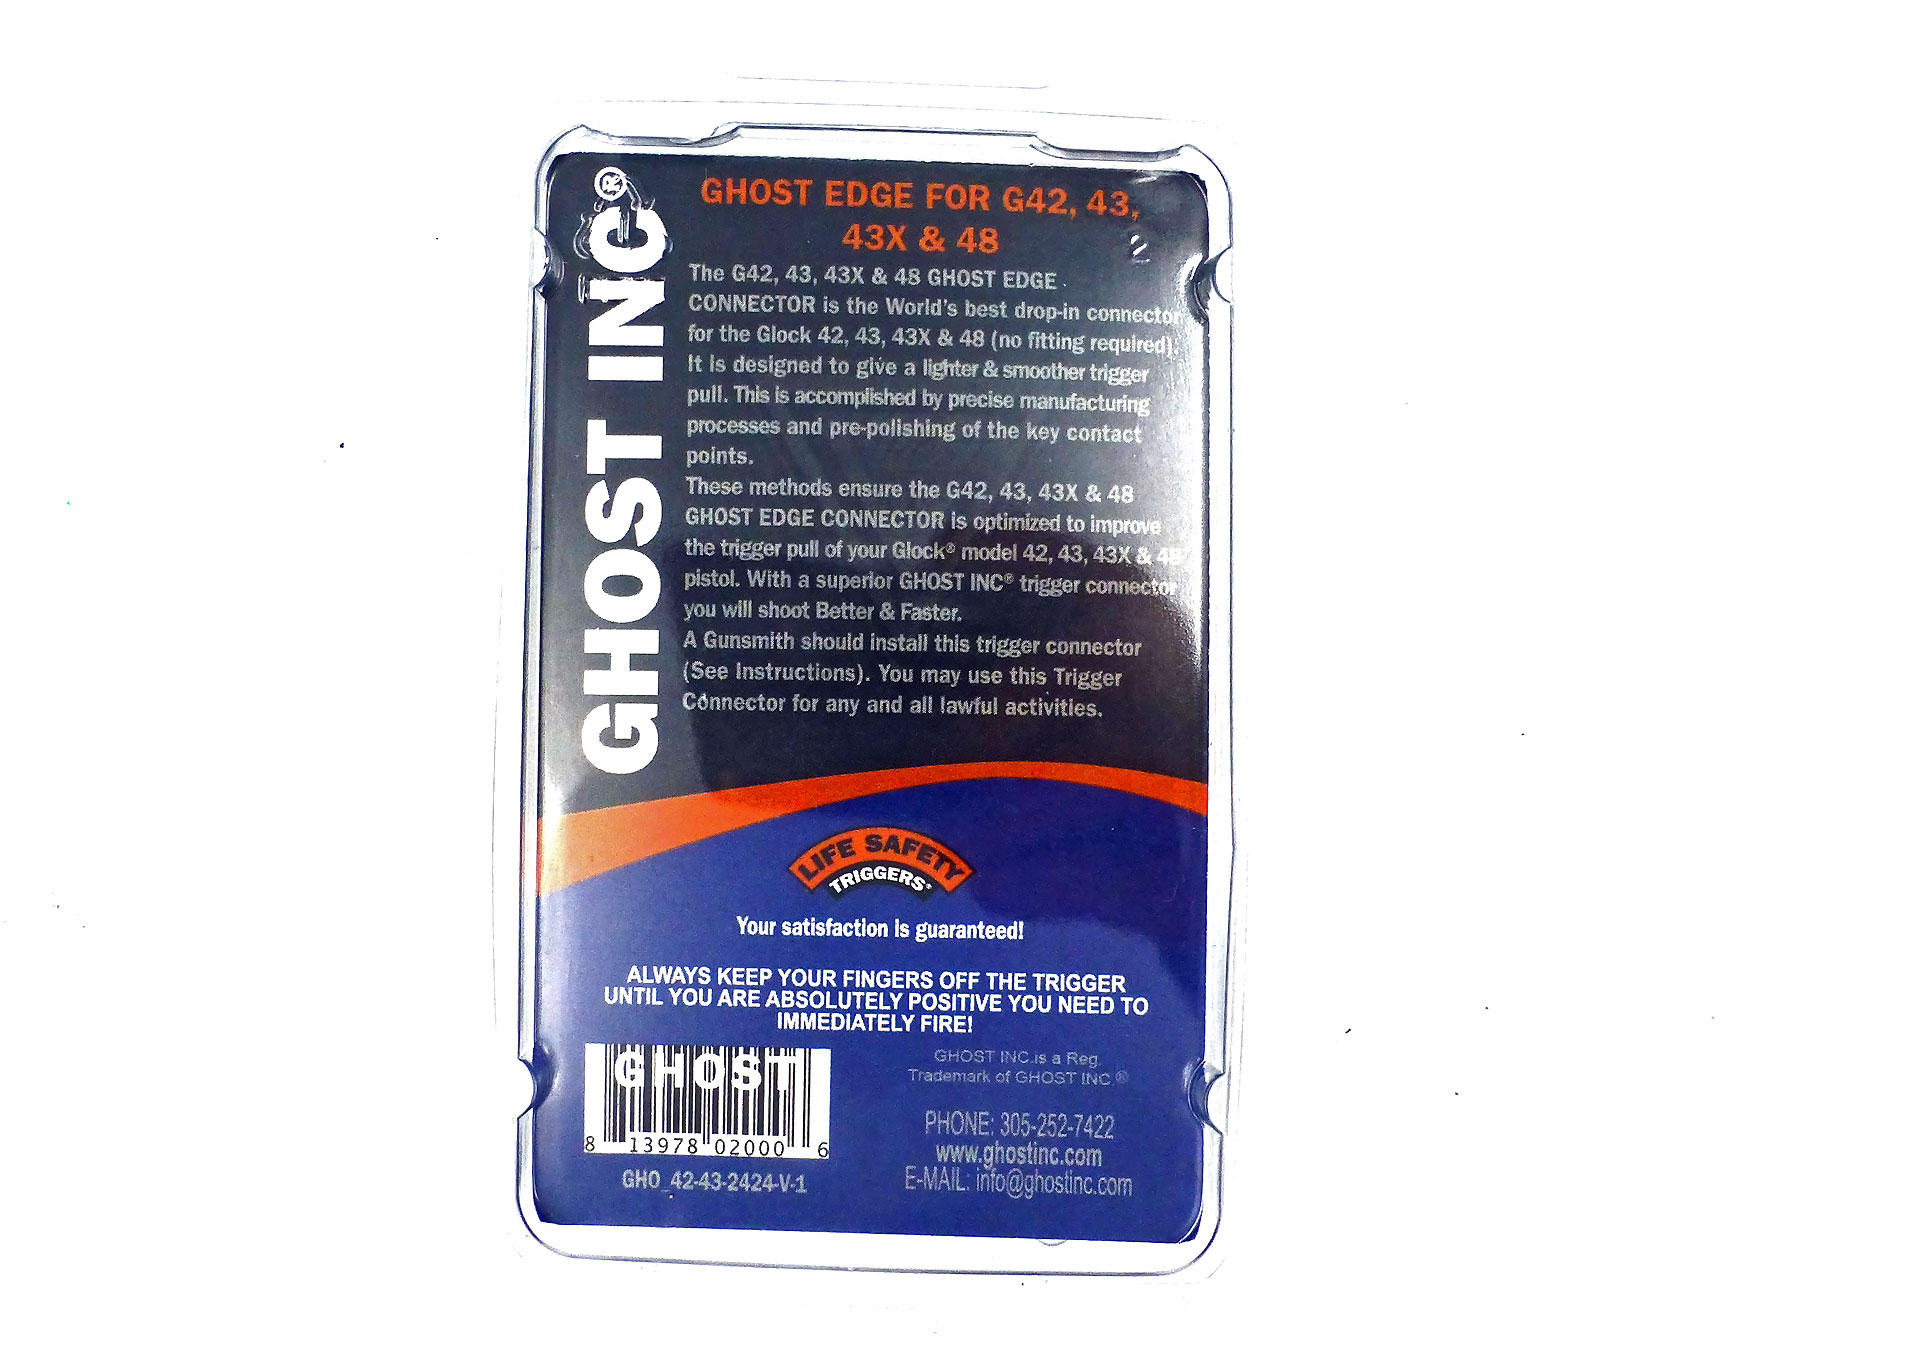 GHOST INC®
GHOST EDGE FOR G42, 43,
43X & 48
2
The G42, 43, 43X & 48 GHOST EDGE
CONNECTOR is the World's best drop-in connector
for the Glock 42, 43, 43X & 48 (no fitting required).
It is designed to give a lighter & smoother trigger
pull. This is accomplished by precise manufacturing
processes and pre-polishing of the key contact
points.
These methods ensure the G42, 43, 43X & 48
GHOST EDGE CONNECTOR is optimized to improve
the trigger pull of your Glock® model 42, 43, 43X & 48
pistol. With a superior GHOST INC® trigger connector
you will shoot Better & Faster.
A Gunsmith should install this trigger connector
(See Instructions). You may use this Trigger
Connector for any and all lawful activities.
LIFE SAFETY
TRIGGERS®
Your satisfaction is guaranteed!
ALWAYS KEEP YOUR FINGERS OFF THE TRIGGER
UNTIL YOU ARE ABSOLUTELY POSITIVE YOU NEED TO
IMMEDIATELY FIRE!
GHOST
8 13978 02000 6
GHO_42-43-2424-V-1
GHOST INC.is a Reg.
Trademark of GHOST INC.®
PHONE: 305-252-7422
www.ghostinc.com
E-MAIL: info@ghostinc.com